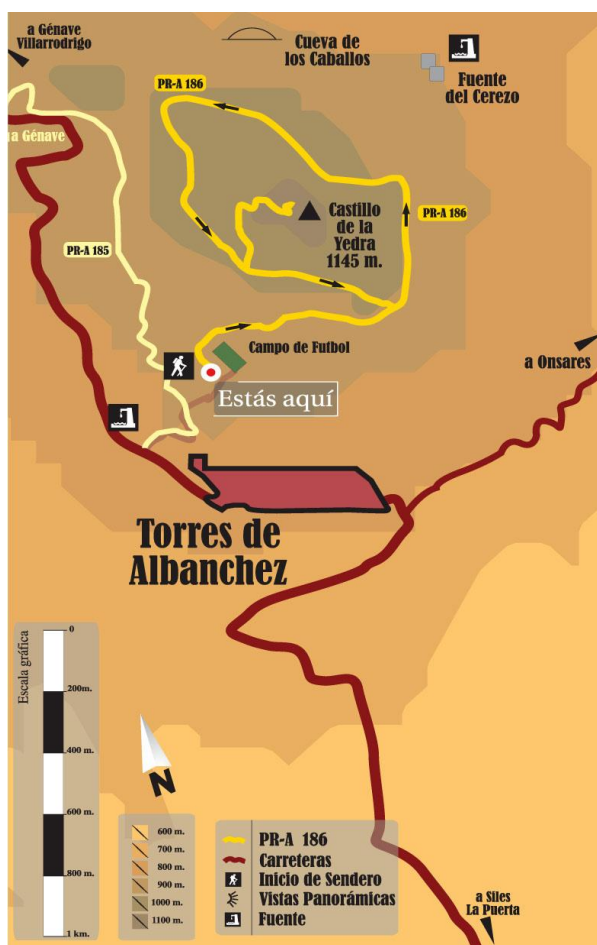 a Génave
Villarrodrigo
Cueva de
los Caballos
PR-A 186
Fuente
del Cerezo
a Génave
Castillo
de la
Yedra
1145 m.
PR-A 186
PR-A 185
Campo de Futbol
a Onsares
Estás aquí
Torres de
Albanchez
Escala gráfica
0
200m.
400 m.
600 m.
800 m.
1 km.
N
600 m.
700 m.
800 m.
900 m.
1000 m.
1100 m.
PR-A 186
Carreteras
Inicio de Sendero
Vistas Panorámicas
Fuente
a Siles
La Puerta